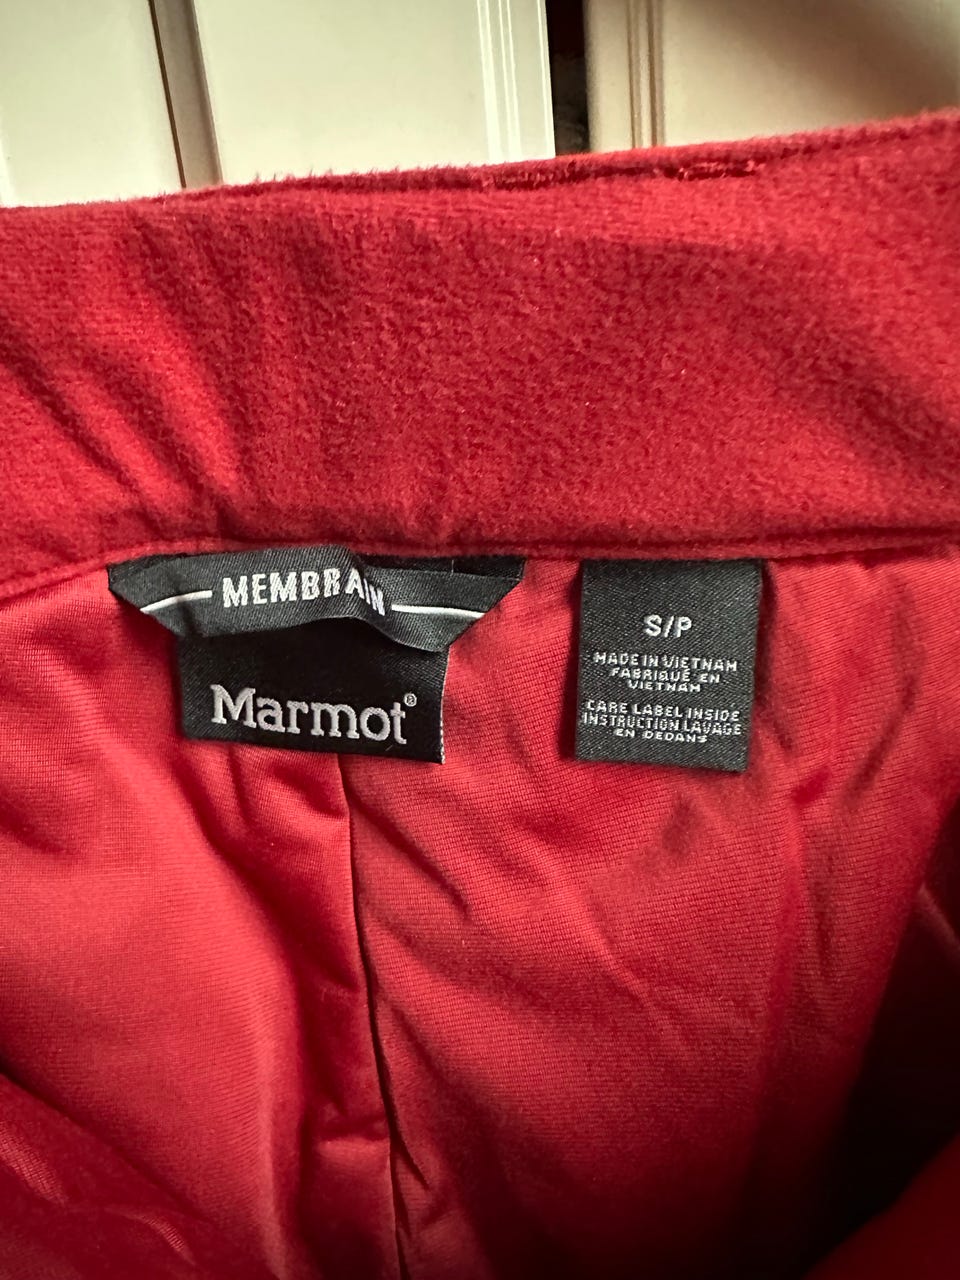 MEMBRAIN
Marmot®
S/P
MADE IN VIETNAM
FABRIQUÉ EN
VIETNAM
CARE LABEL INSIDE
INSTRUCTION LAVAGE
EN DEDANS